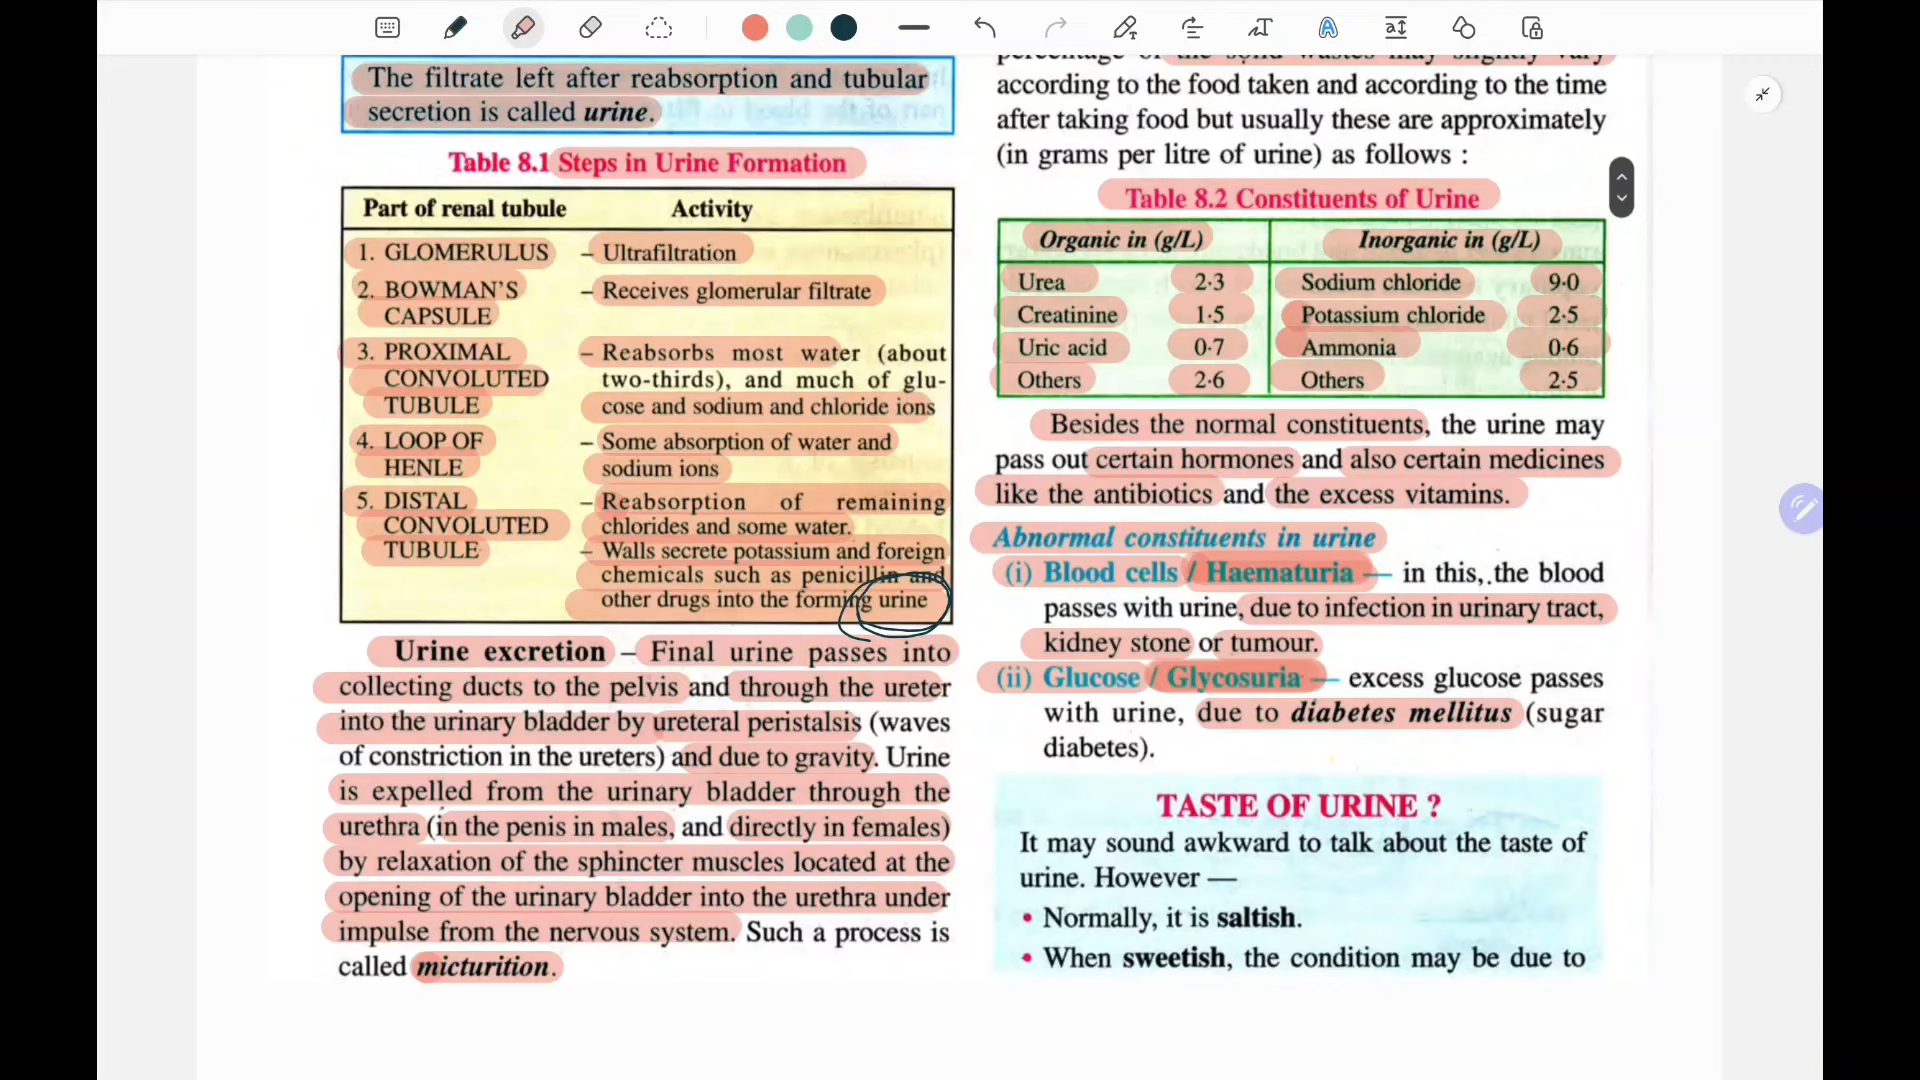 The filtrate left after reabsorption and tubular
secretion is called urine.
Table 8.1 Steps in Urine Formation
Part of renal tubule Activity
1. GLOMERULUS – Ultrafiltration
2. BOWMAN'S – Receives glomerular filtrate
CAPSULE
3. PROXIMAL – Reabsorbs most water (about
CONVOLUTED two-thirds), and much of glu-
TUBULE cose and sodium and chloride ions
4. LOOP OF – Some absorption of water and
HENLE sodium ions
5. DISTAL – Reabsorption of remaining
CONVOLUTED chlorides and some water.
TUBULE – Walls secrete potassium and foreign
chemicals such as penicillin and
other drugs into the forming urine
Urine excretion – Final urine passes into
collecting ducts to the pelvis and through the ureter
into the urinary bladder by ureteral peristalsis (waves
of constriction in the ureters) and due to gravity. Urine
is expelled from the urinary bladder through the
urethra (in the penis in males, and directly in females)
by relaxation of the sphincter muscles located at the
opening of the urinary bladder into the urethra under
impulse from the nervous system. Such a process is
called micturition.
percentage of the solid wastes may slightly vary
according to the food taken and according to the time
after taking food but usually these are approximately
(in grams per litre of urine) as follows :
Table 8.2 Constituents of Urine
Organic in (g/L) Inorganic in (g/L)
Urea 2·3 Sodium chloride 9·0
Creatinine 1·5 Potassium chloride 2·5
Uric acid 0·7 Ammonia 0·6
Others 2·6 Others 2·5
Besides the normal constituents, the urine may
pass out certain hormones and also certain medicines
like the antibiotics and the excess vitamins.
Abnormal constituents in urine
(i) Blood cells / Haematuria — in this, the blood
passes with urine, due to infection in urinary tract,
kidney stone or tumour.
(ii) Glucose / Glycosuria — excess glucose passes
with urine, due to diabetes mellitus (sugar
diabetes).
TASTE OF URINE ?
It may sound awkward to talk about the taste of
urine. However —
• Normally, it is saltish.
• When sweetish, the condition may be due to